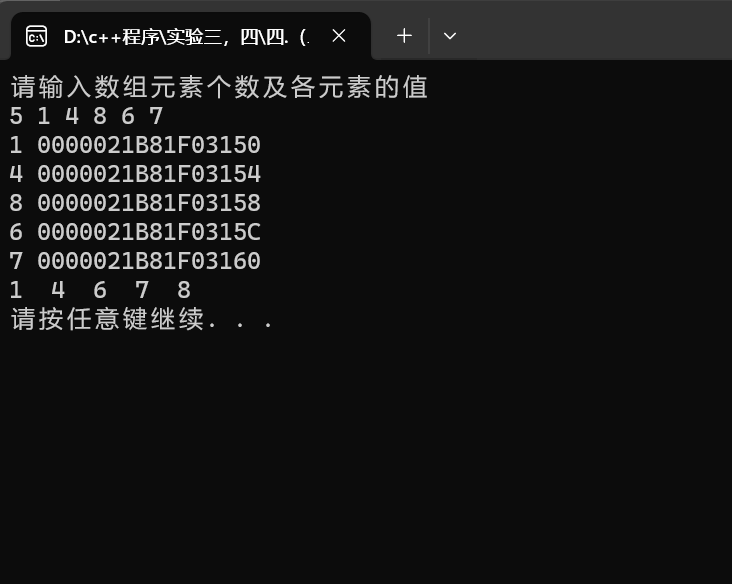 D:\c++程序\实验三，四\四.（.
请输入数组元素个数及各元素的值
5 1 4 8 6 7
1 0000021B81F03150
4 0000021B81F03154
8 0000021B81F03158
6 0000021B81F0315C
7 0000021B81F03160
1  4  6  7  8
请按任意键继续. . .